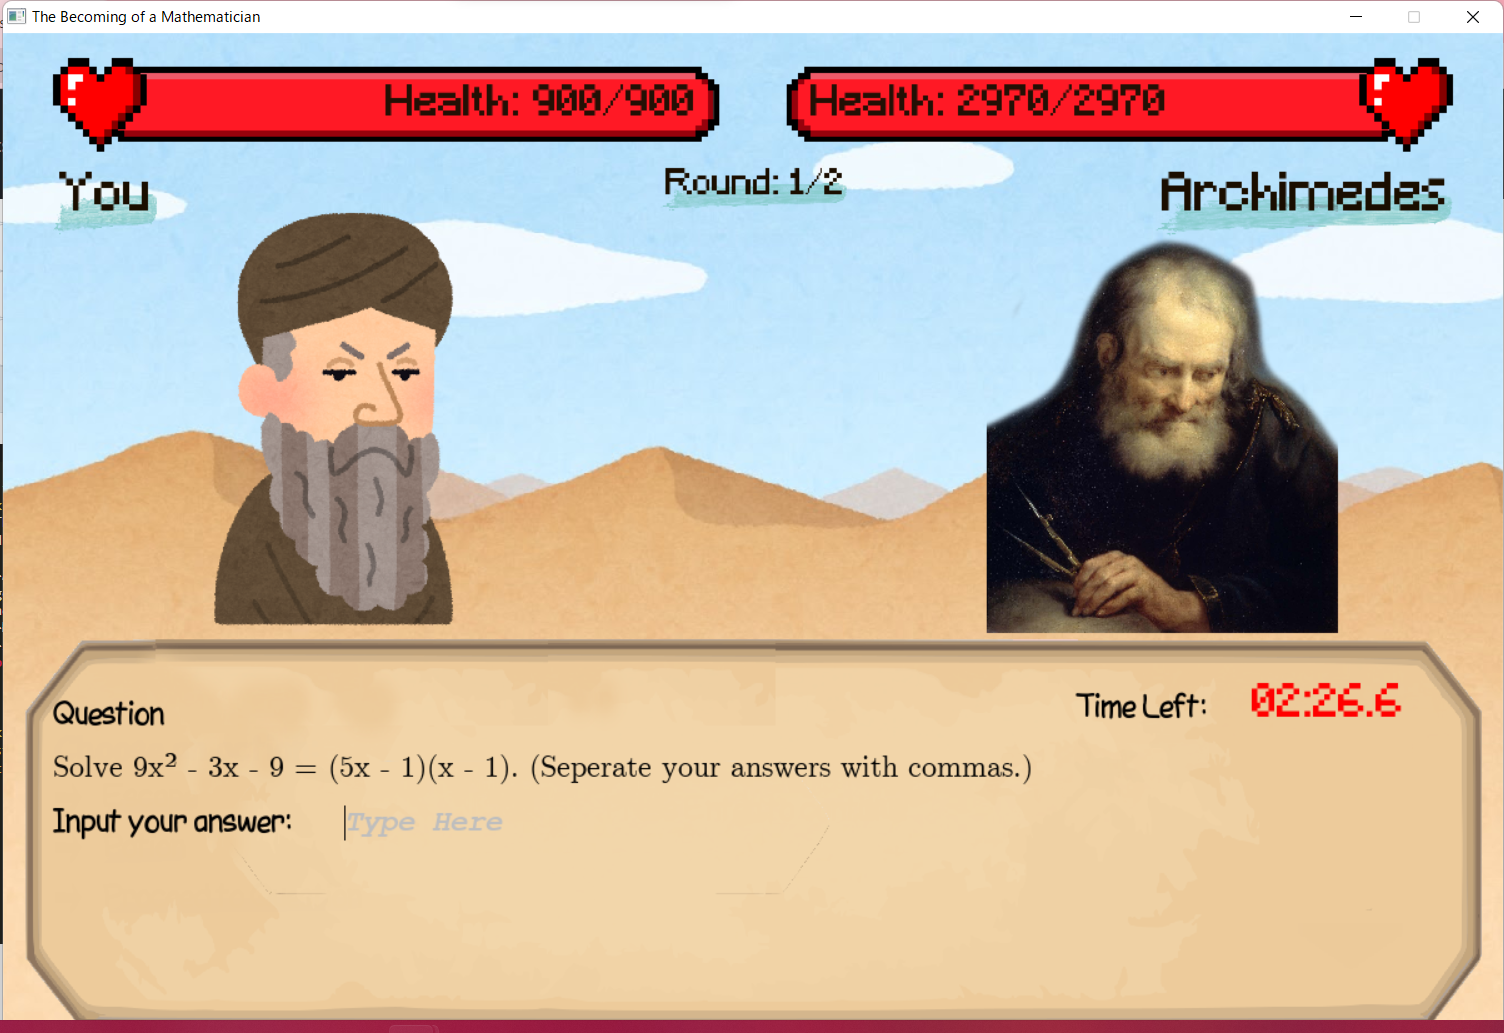 The Becoming of a Mathematician
Health: 900/900
Health: 2970/2970
You
Round: 1/2
Archimedes
Question
Time Left: 02:26.6
Solve 9x² - 3x - 9 = (5x - 1)(x - 1). (Seperate your answers with commas.)
Input your answer: Type Here